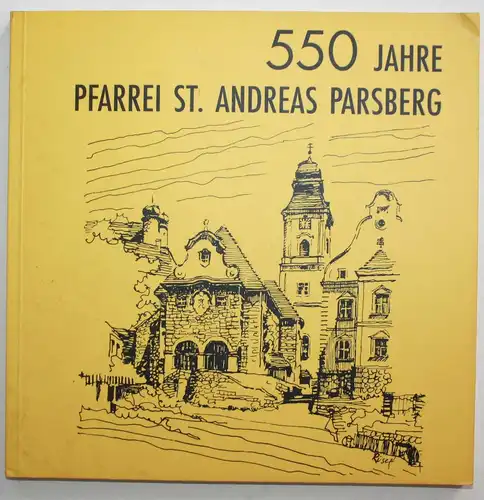 550 JAHRE
PFARREI ST. ANDREAS PARSBERG